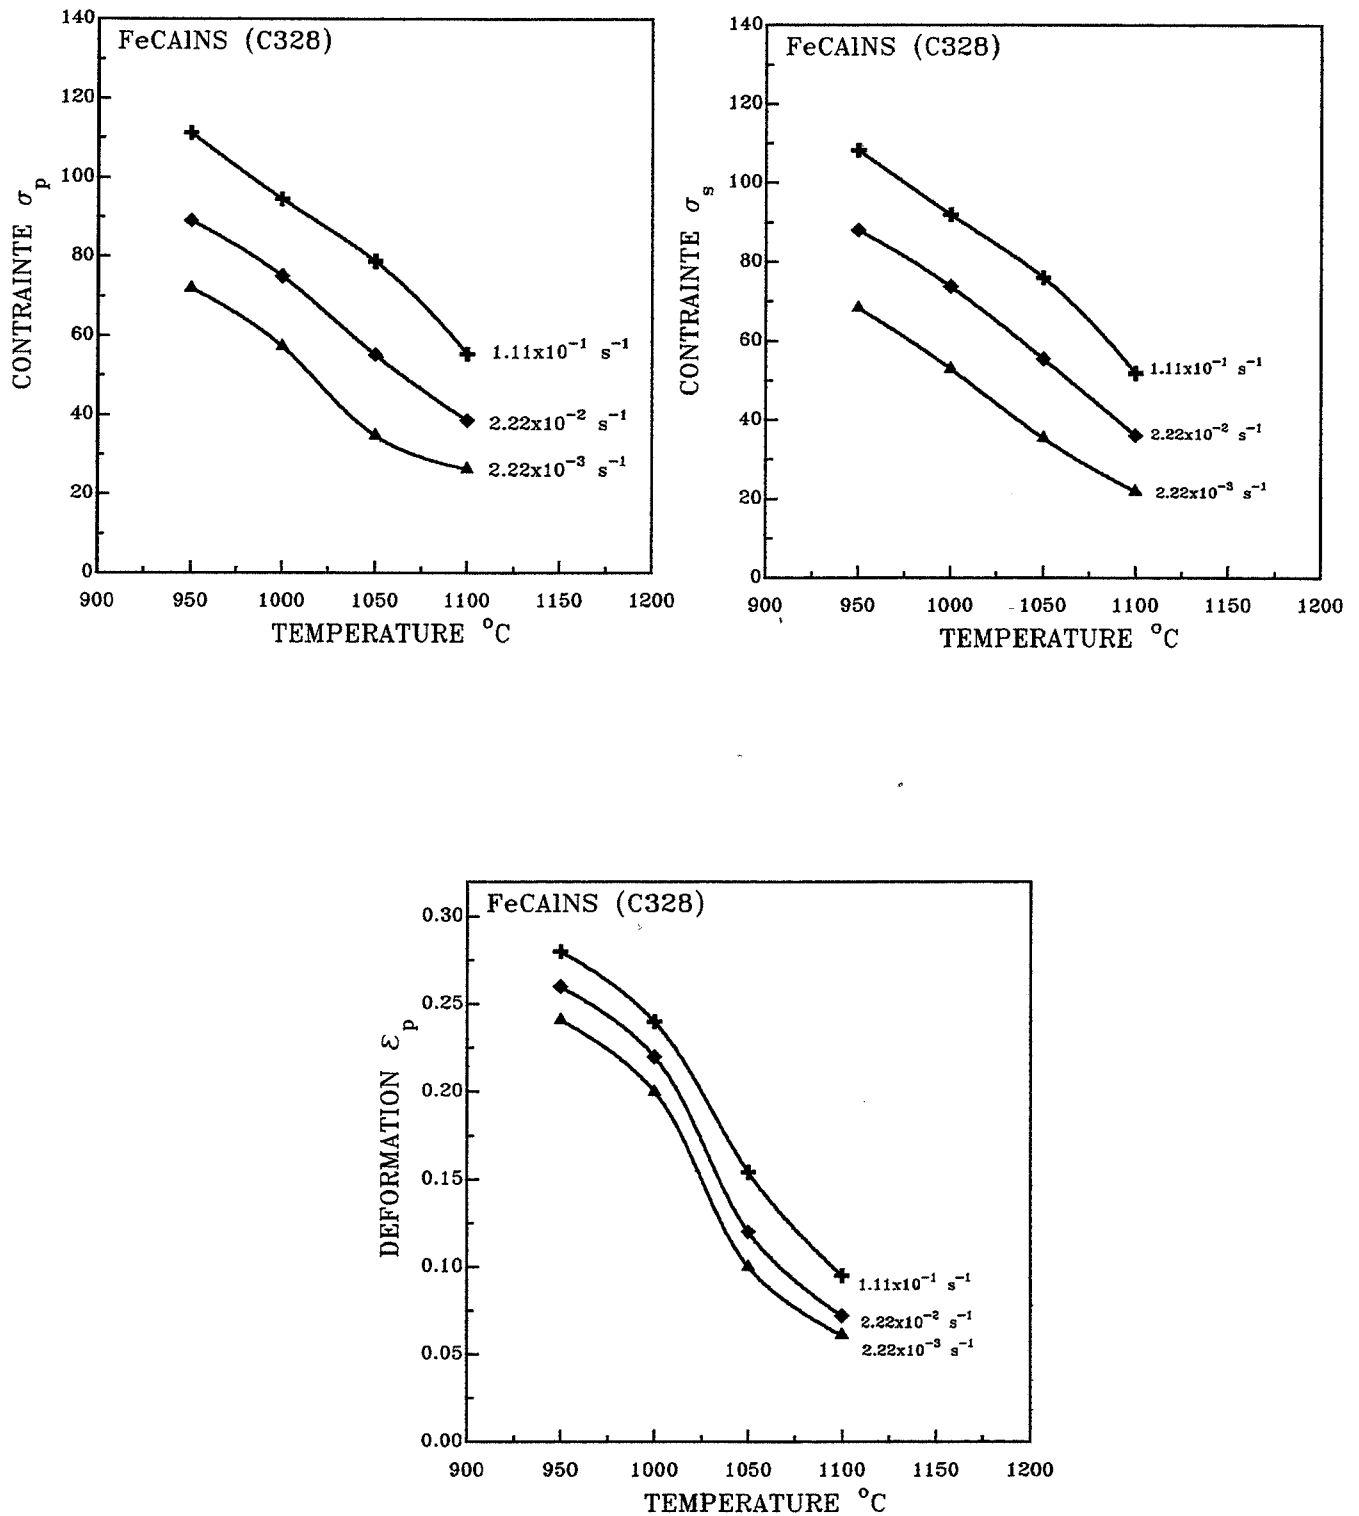 FeCAlNS (C328)
CONTRAINTE σp
140
120
100
80
60
40
20
0
1.11x10⁻¹ s⁻¹
2.22x10⁻² s⁻¹
2.22x10⁻³ s⁻¹
900 950 1000 1050 1100 1150 1200
TEMPERATURE °C
FeCAlNS (C328)
CONTRAINTE σs
140
120
100
80
60
40
20
0
1.11x10⁻¹ s⁻¹
2.22x10⁻² s⁻¹
2.22x10⁻³ s⁻¹
900 950 1000 1050 1100 1150 1200
TEMPERATURE °C
FeCAlNS (C328)
DEFORMATION εp
0.30
0.25
0.20
0.15
0.10
0.05
0.00
1.11x10⁻¹ s⁻¹
2.22x10⁻² s⁻¹
2.22x10⁻³ s⁻¹
900 950 1000 1050 1100 1150 1200
TEMPERATURE °C